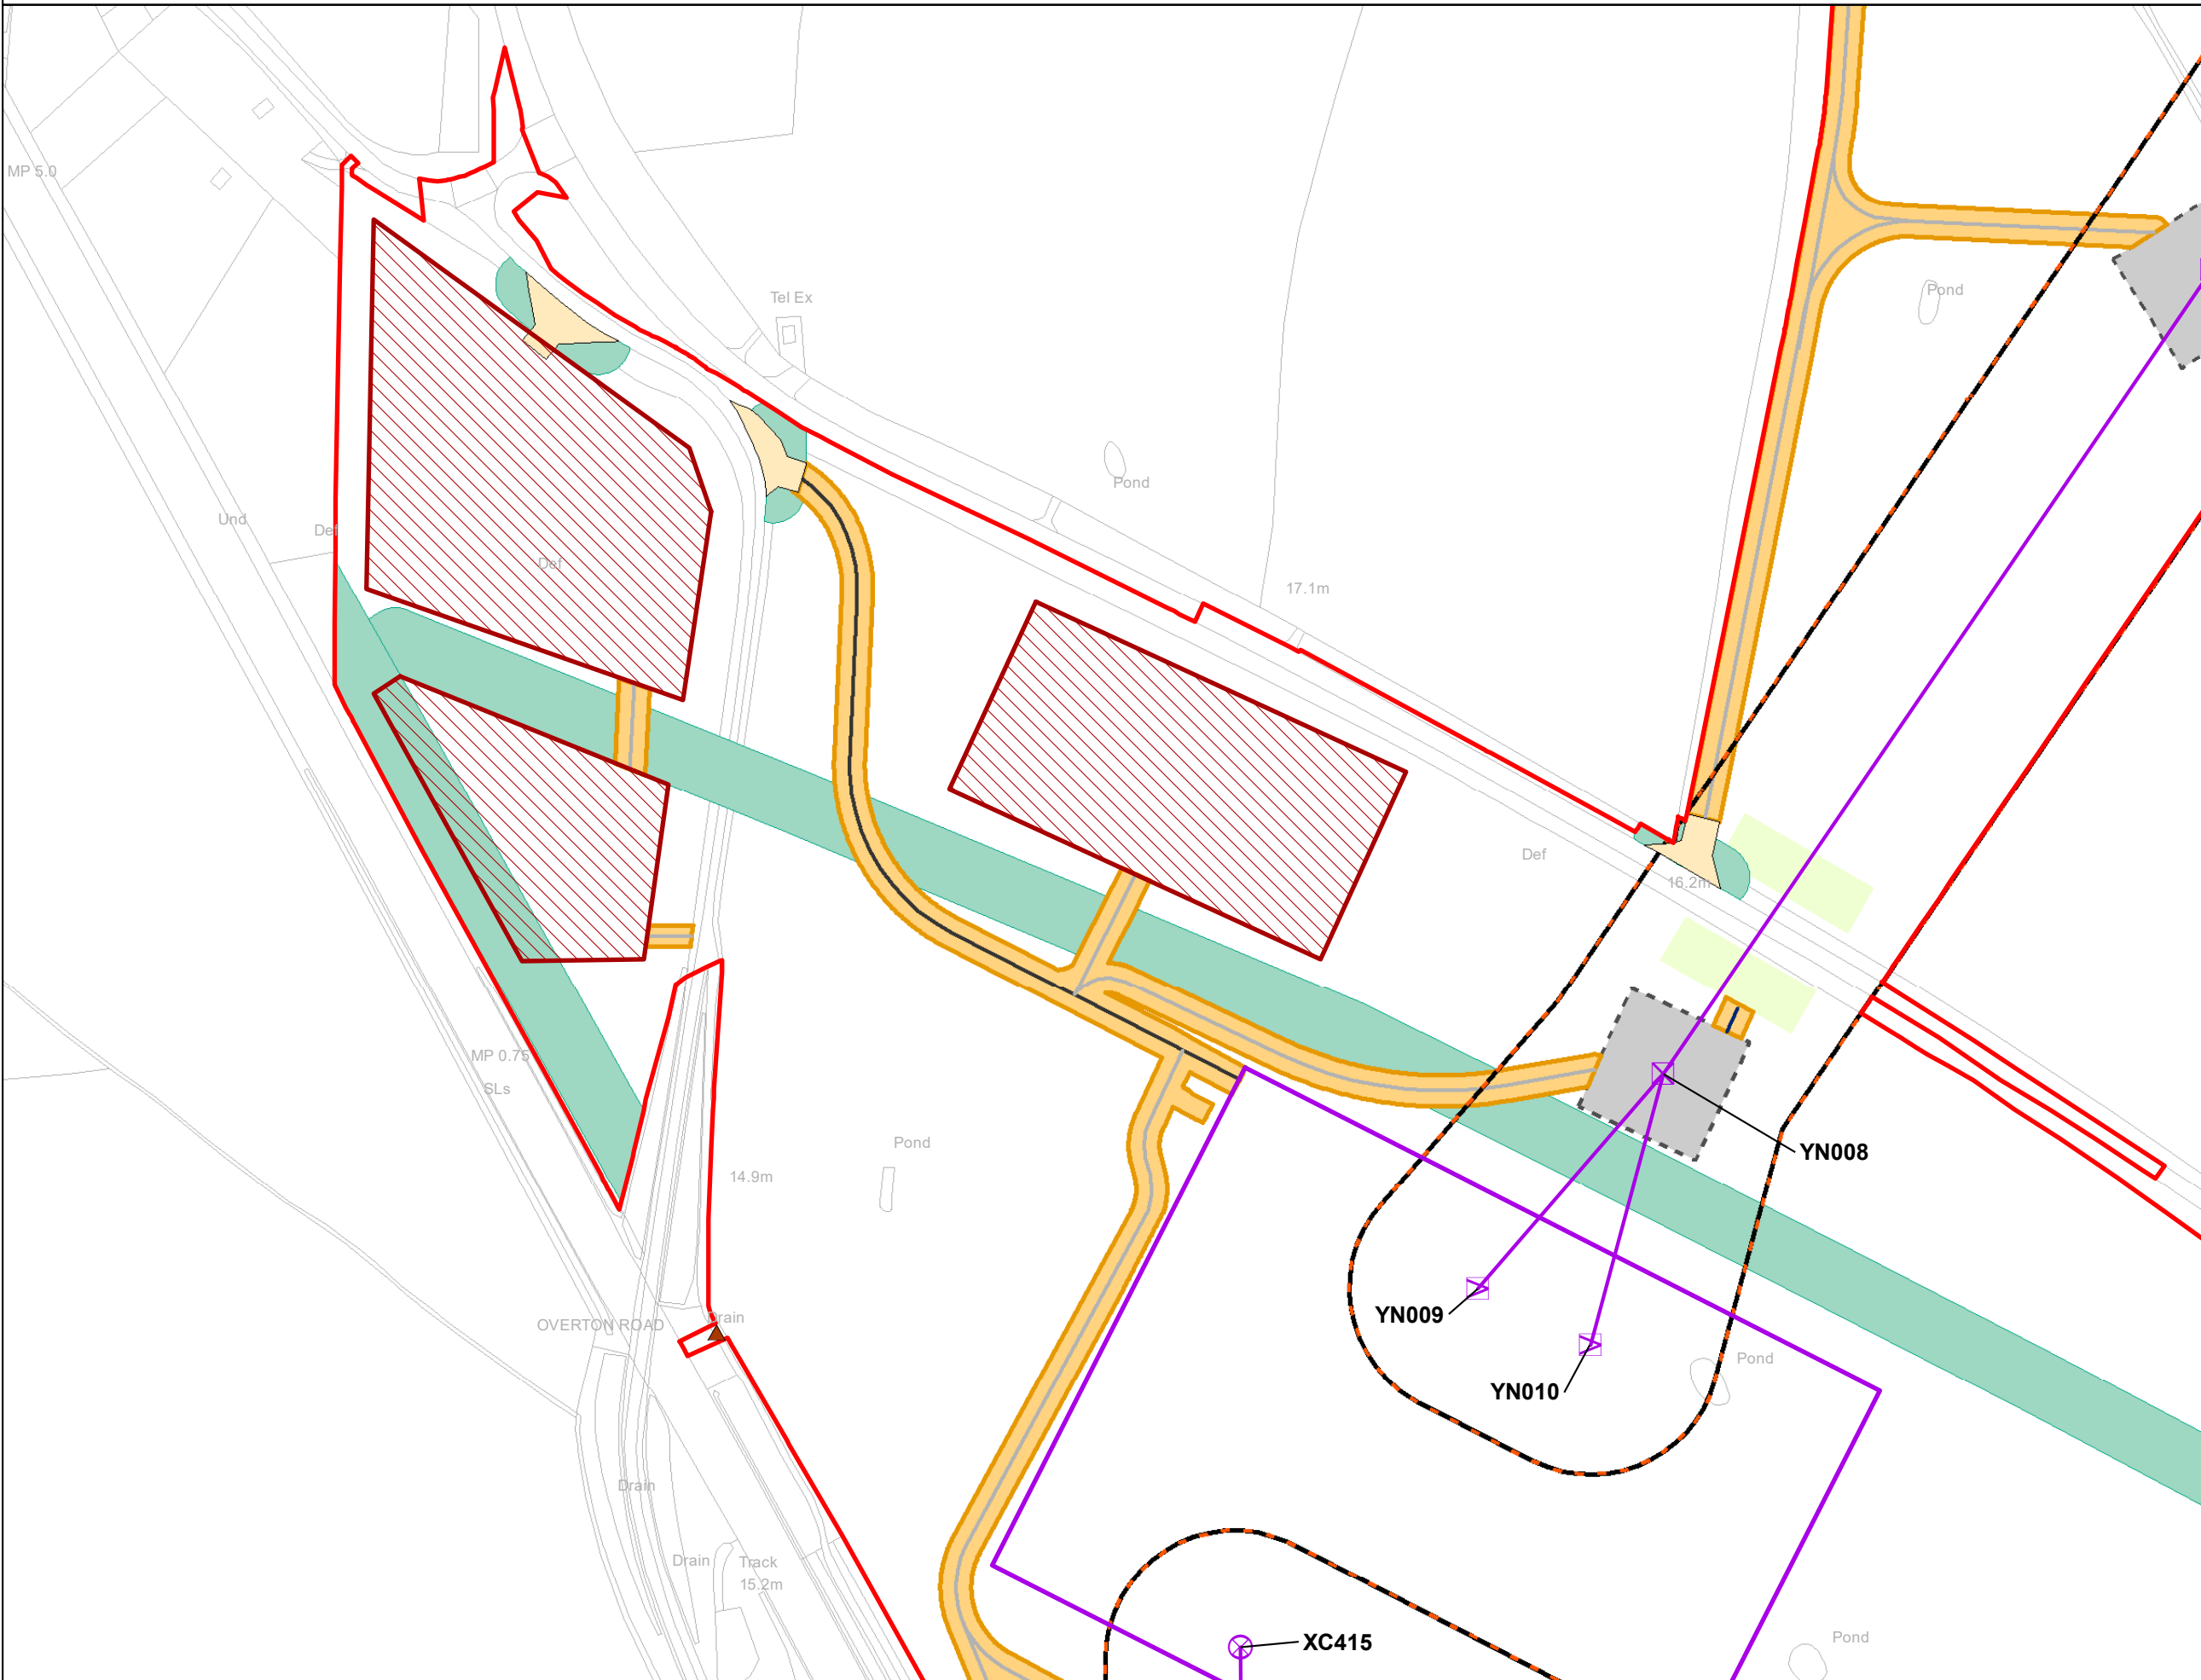 MP 5.0
Tel Ex
Pond
Pond
Und
Def
Def
17.1m
Def
16.2m
MP 0.75
SLs
Pond
14.9m
YN008
YN009
YN010
Drain
OVERTON ROAD
Pond
Drain
Drain
Track
15.2m
XC415
Pond